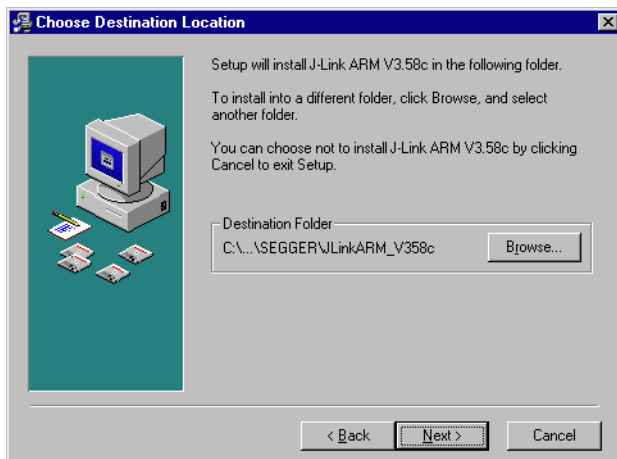 Choose Destination Location
Setup will install J-Link ARM V3.58c in the following folder.
To install into a different folder, click Browse, and select
another folder.
You can choose not to install J-Link ARM V3.58c by clicking
Cancel to exit Setup.
Destination Folder
C:\...\SEGGER\JLinkARM_V358c
Browse...
< Back
Next >
Cancel